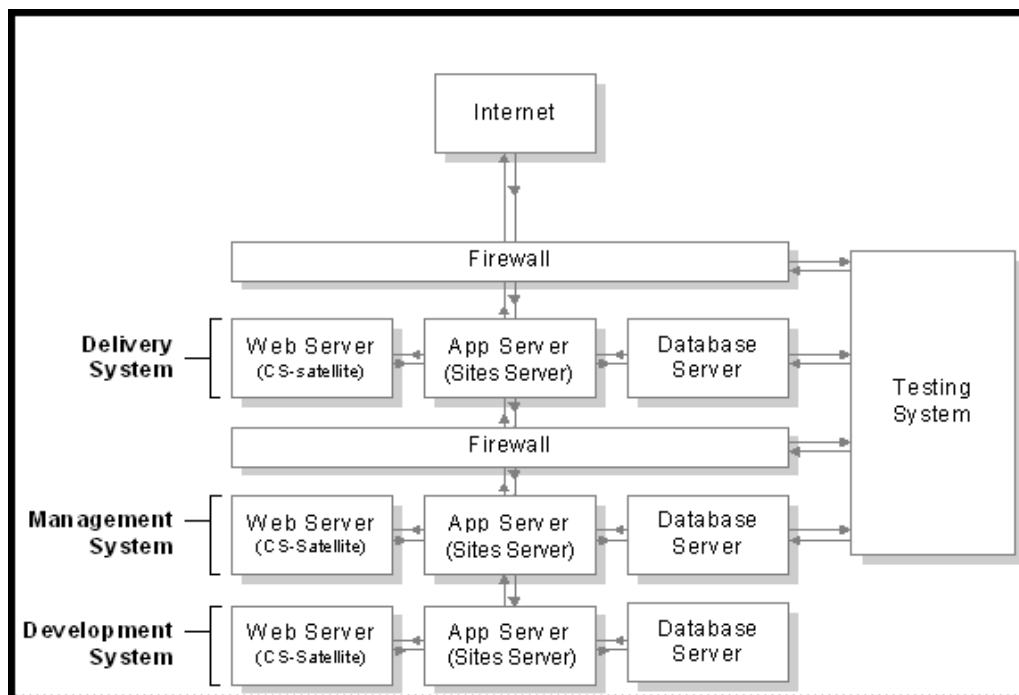 Internet
Firewall
Delivery
System
Web Server
(CS-satellite)
App Server
(Sites Server)
Database
Server
Testing
System
Firewall
Management
System
Web Server
(CS-Satellite)
App Server
(Sites Server)
Database
Server
Development
System
Web Server
(CS-Satellite)
App Server
(Sites Server)
Database
Server